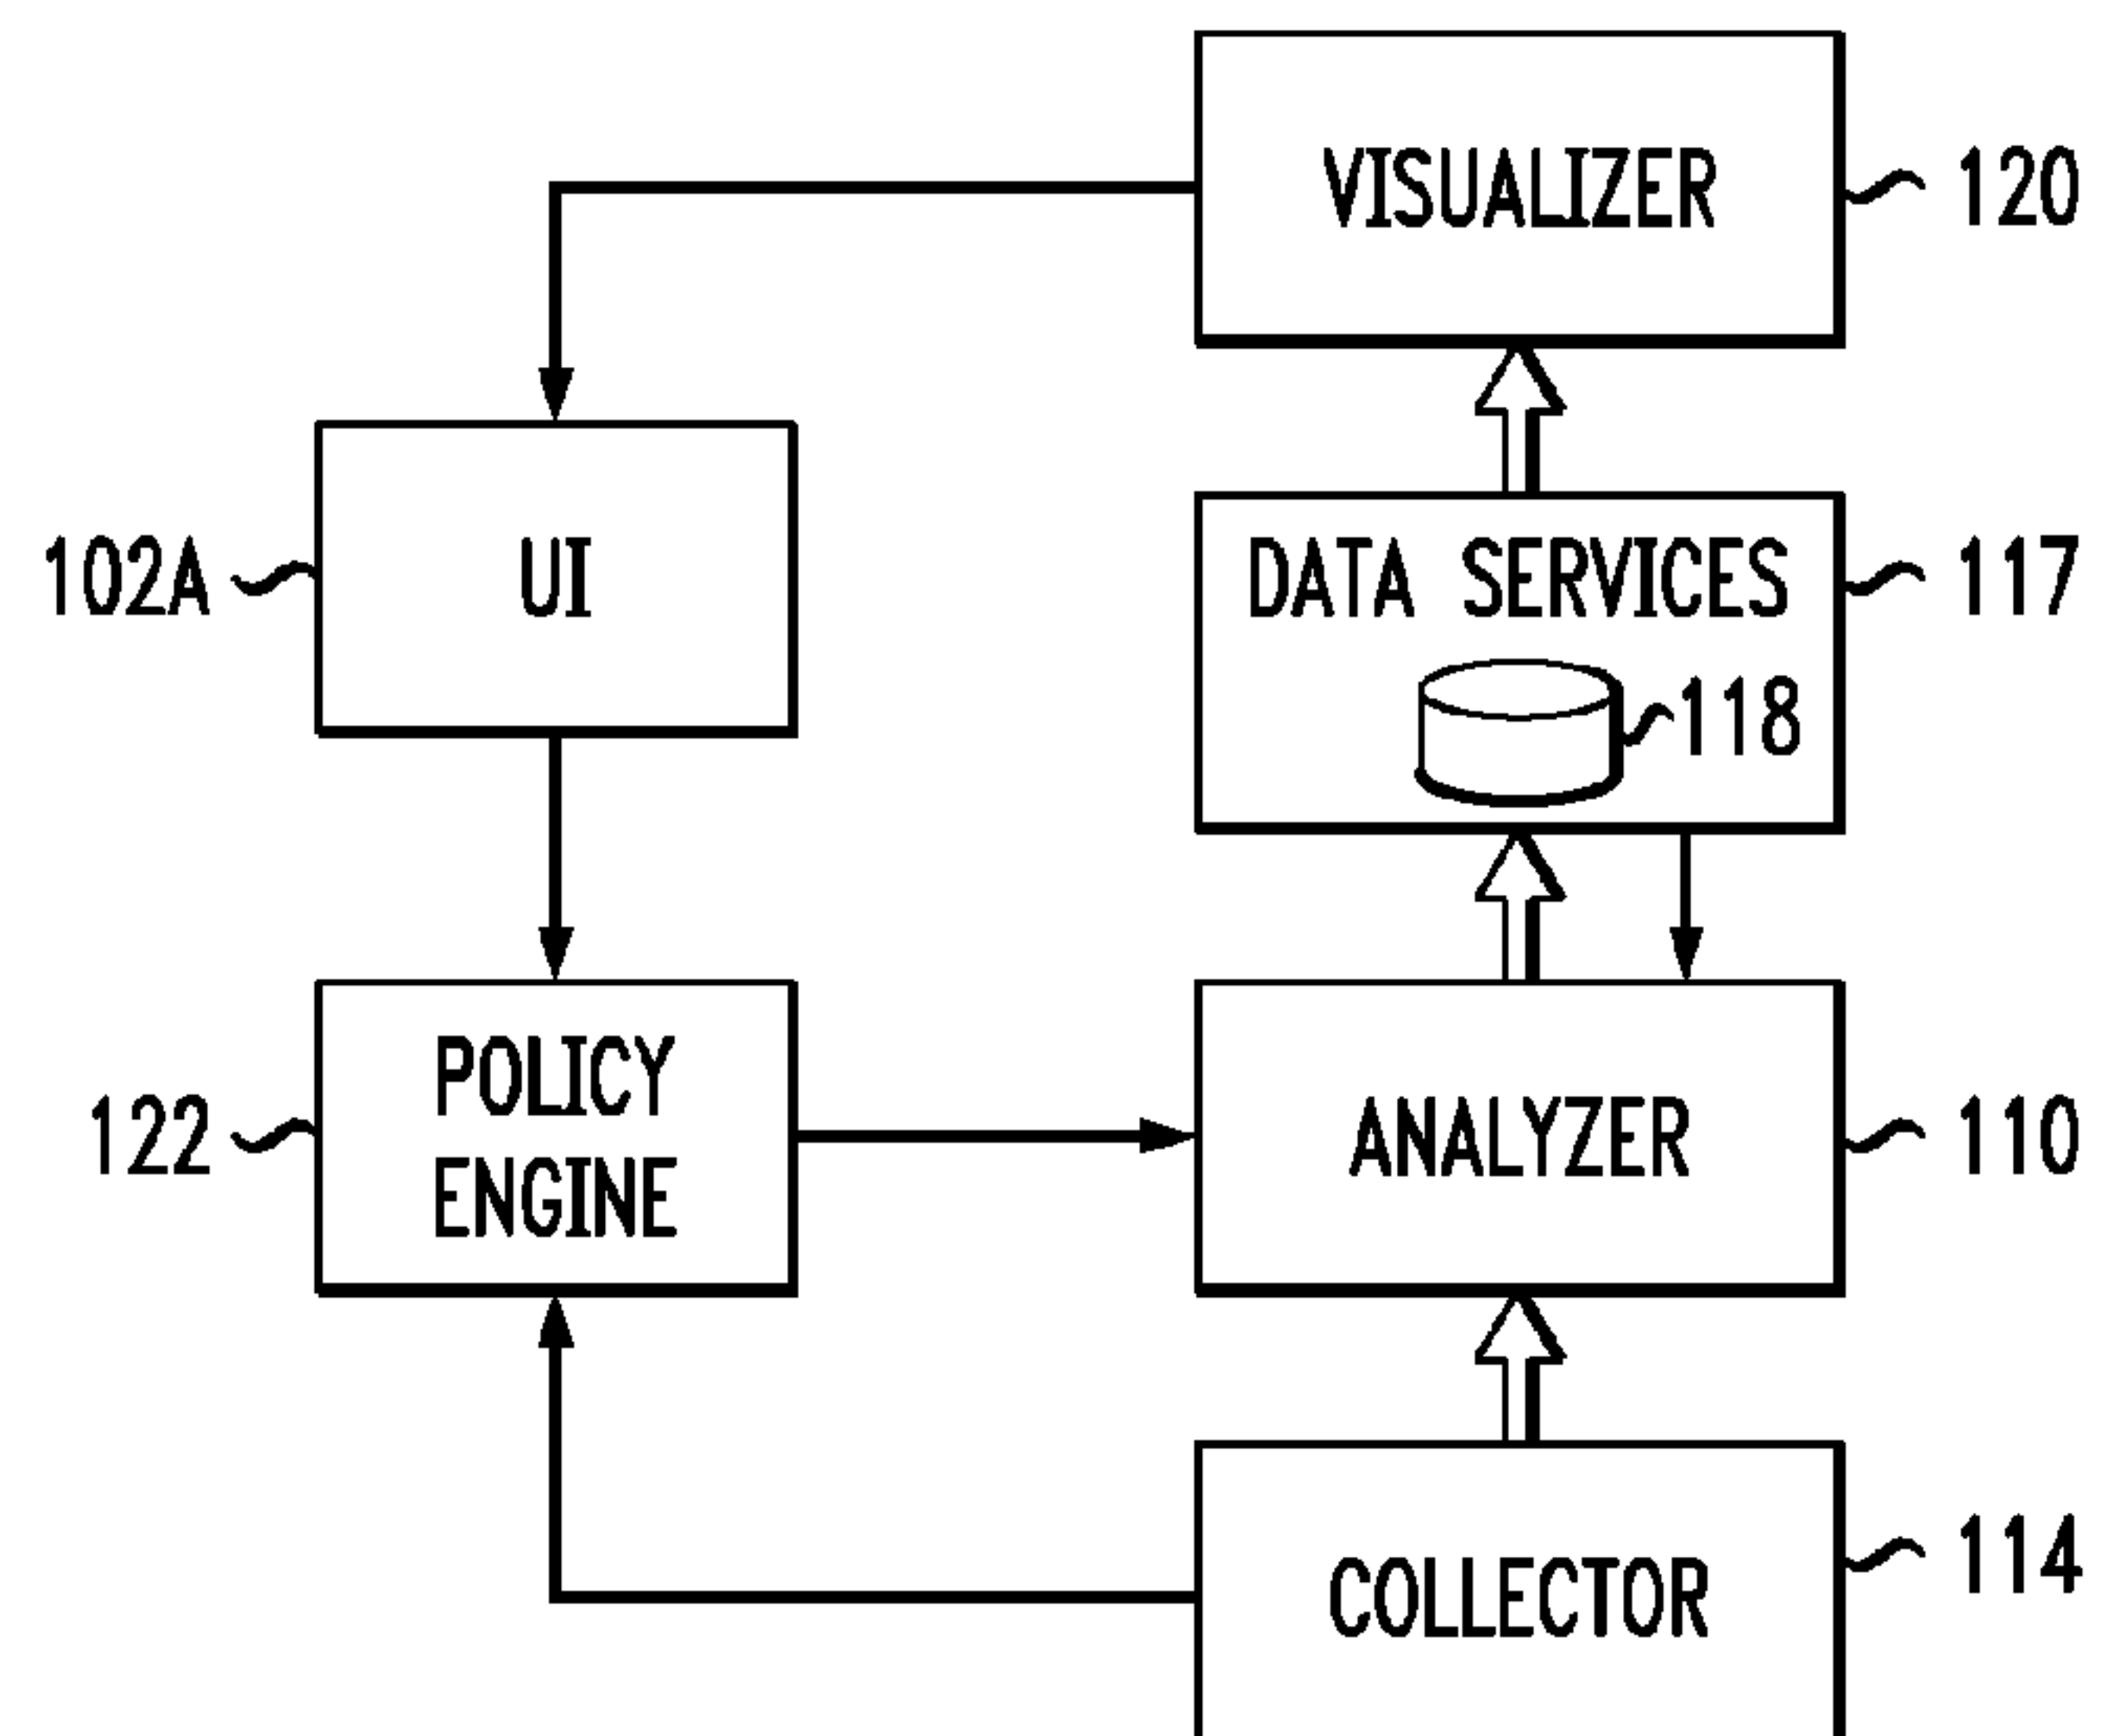 VISUALIZER
120
102A
UI
DATA SERVICES
117
118
122
POLICY
ENGINE
ANALYZER
110
COLLECTOR
114